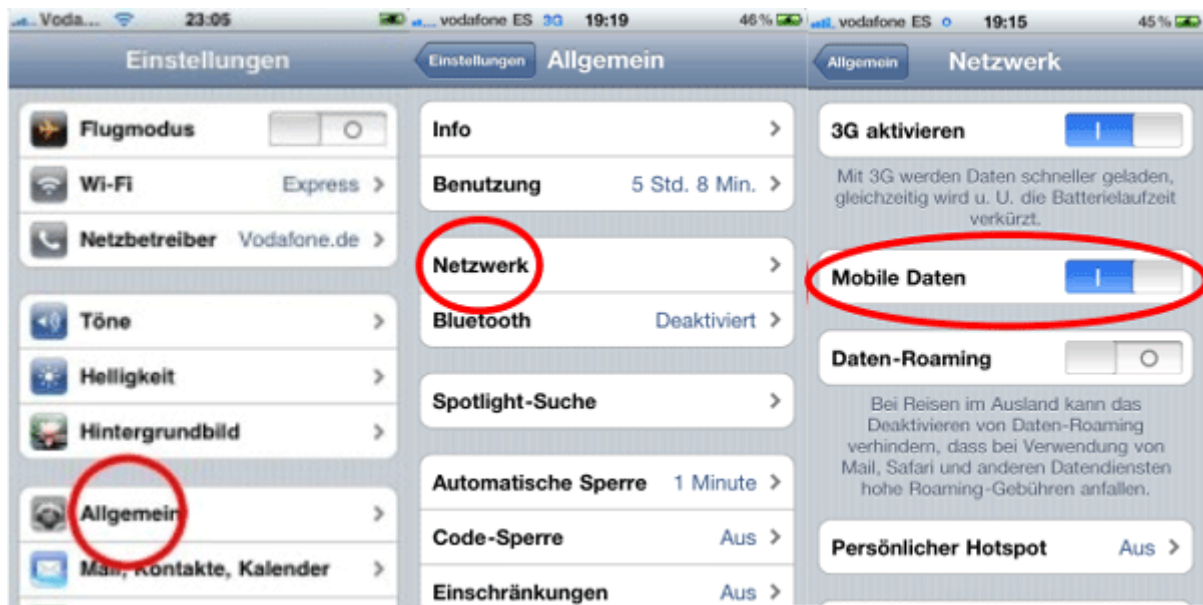 Voda... 23:05
Einstellungen
Flugmodus
Wi-Fi Express
Netzbetreiber Vodafone.de
Töne
Helligkeit
Hintergrundbild
Allgemein
Mail, Kontakte, Kalender
vodafone ES 3G 19:19 46%
Einstellungen Allgemein
Info
Benutzung 5 Std. 8 Min.
Netzwerk
Bluetooth Deaktiviert
Spotlight-Suche
Automatische Sperre 1 Minute
Code-Sperre Aus
Einschränkungen Aus
vodafone ES 19:15 45%
Allgemein Netzwerk
3G aktivieren
Mit 3G werden Daten schneller geladen,
gleichzeitig wird u. U. die Batterielaufzeit
verkürzt.
Mobile Daten
Daten-Roaming
Bei Reisen im Ausland kann das
Deaktivieren von Daten-Roaming
verhindern, dass bei Verwendung von
Mail, Safari und anderen Datendiensten
hohe Roaming-Gebühren anfallen.
Persönlicher Hotspot Aus